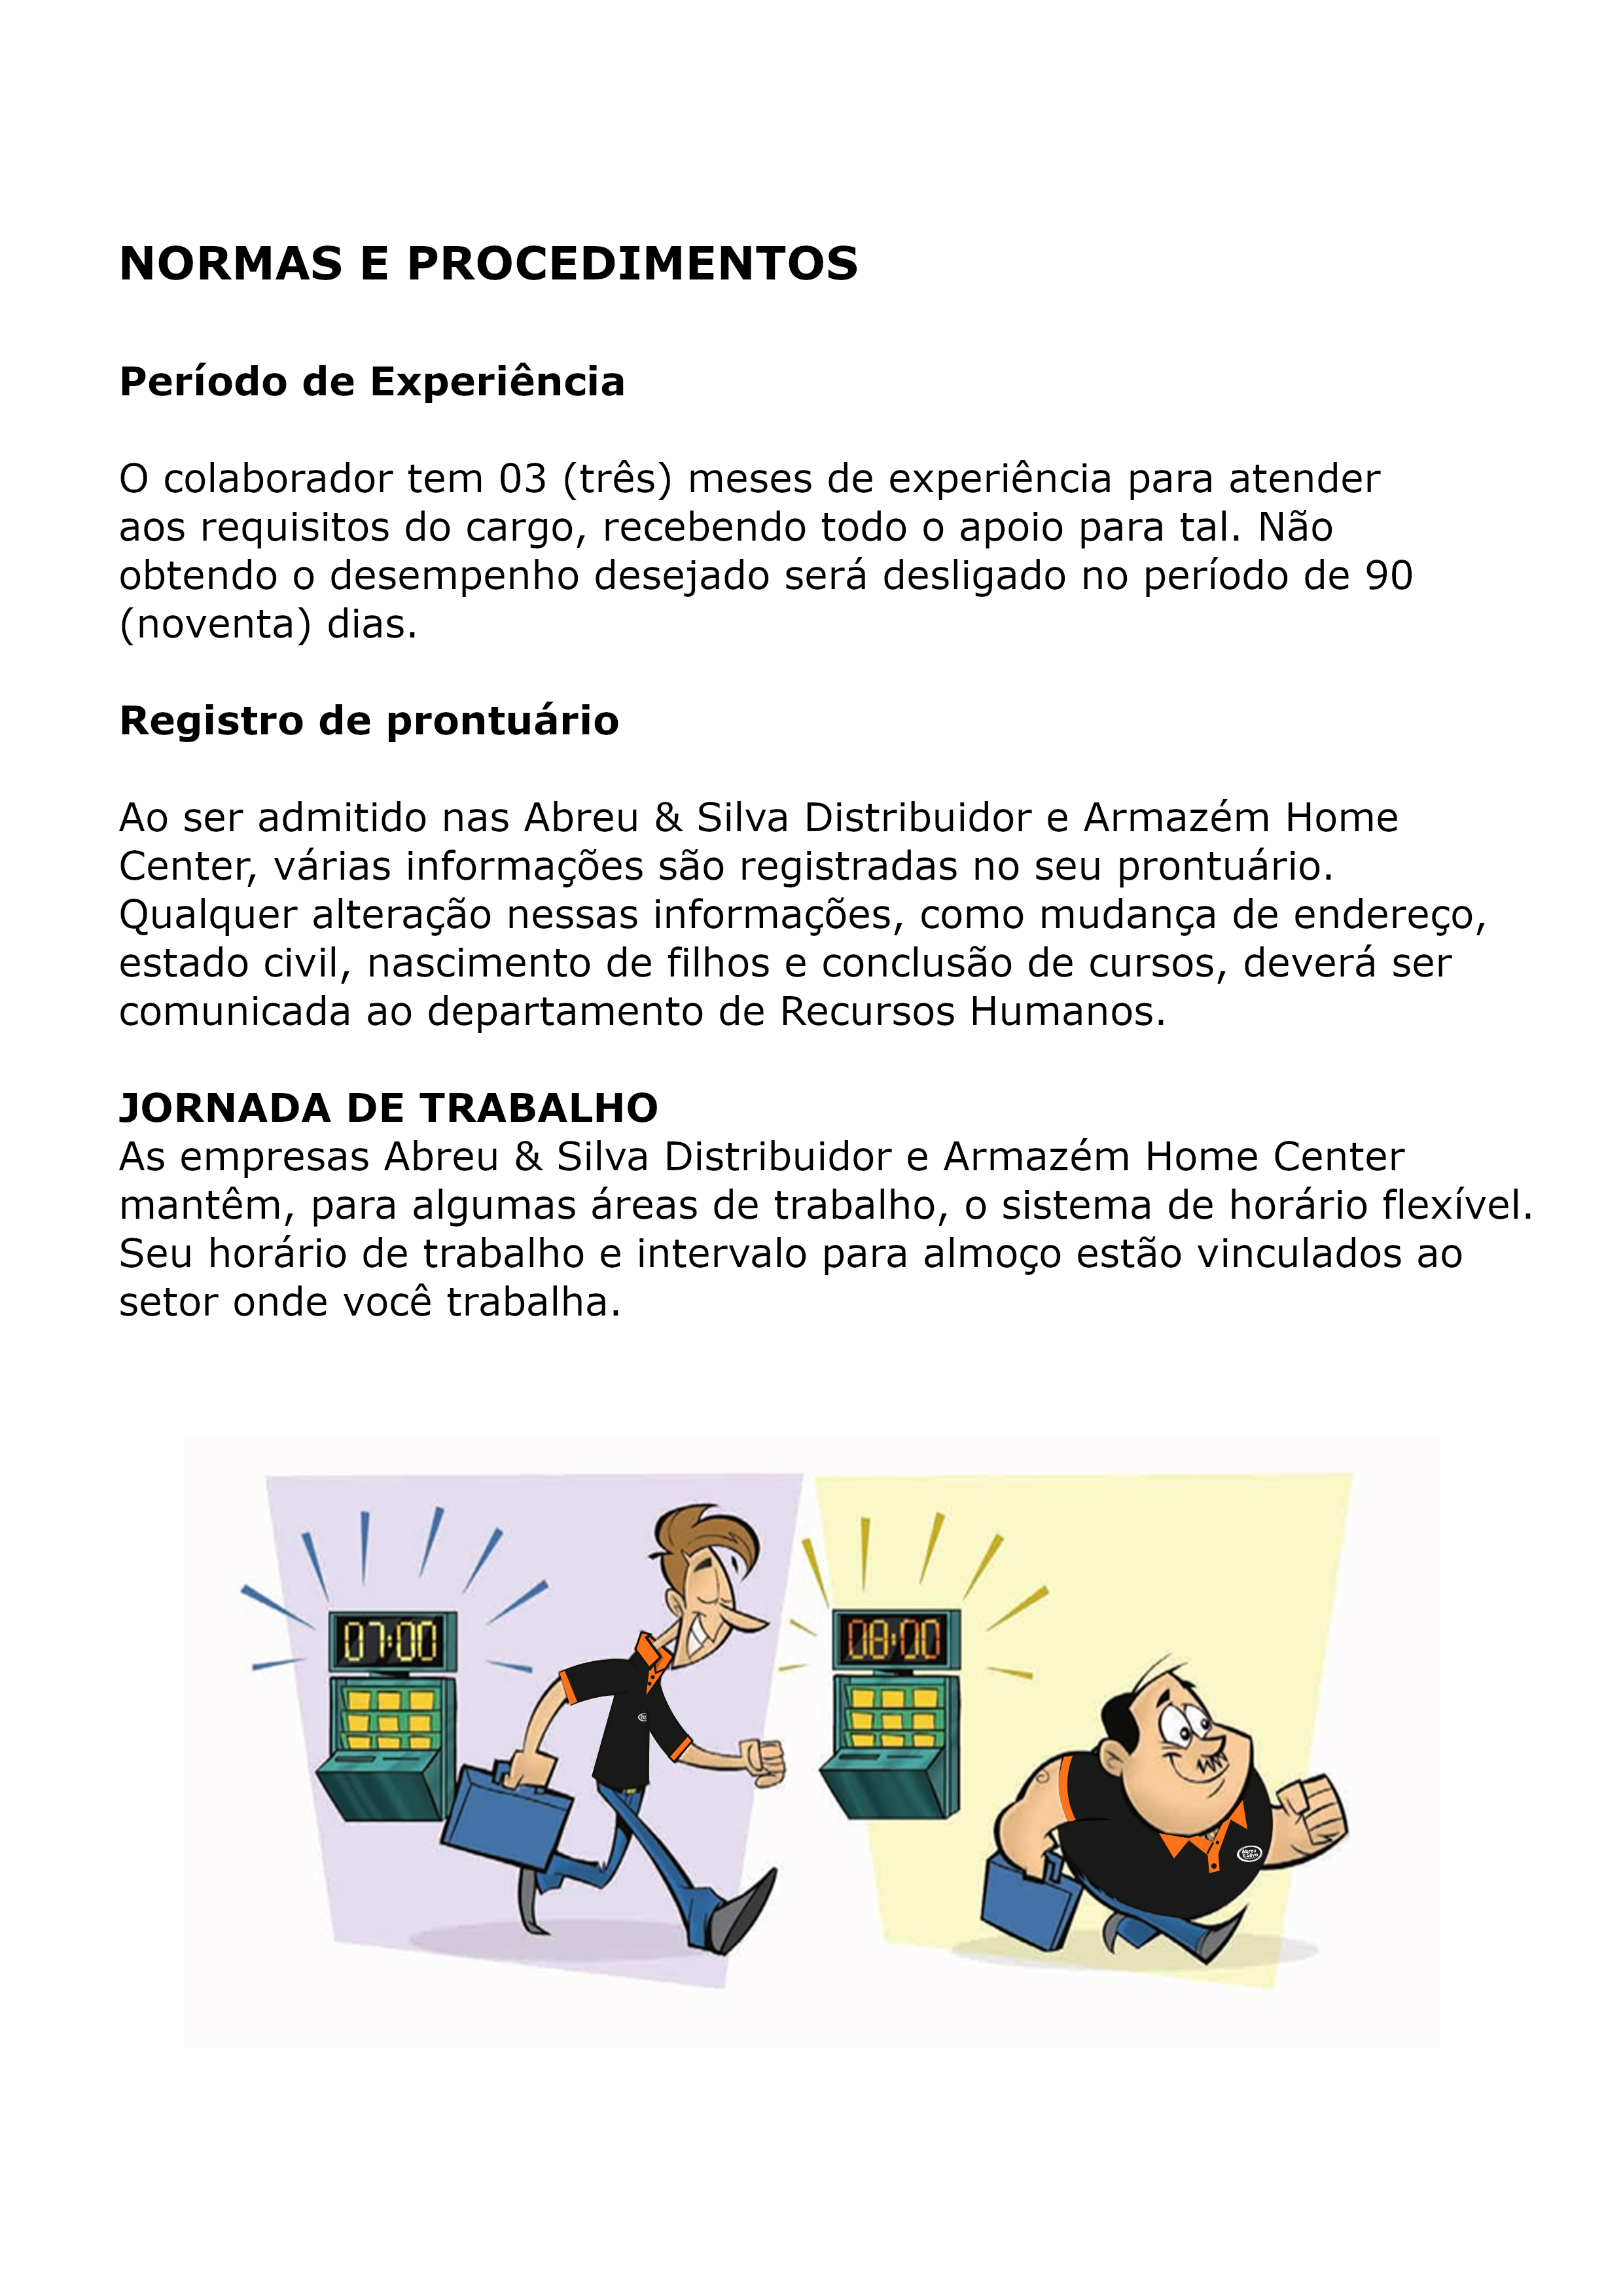 NORMAS E PROCEDIMENTOS
Período de Experiência
O colaborador tem 03 (três) meses de experiência para atender
aos requisitos do cargo, recebendo todo o apoio para tal. Não
obtendo o desempenho desejado será desligado no período de 90
(noventa) dias.
Registro de prontuário
Ao ser admitido nas Abreu & Silva Distribuidor e Armazém Home
Center, várias informações são registradas no seu prontuário.
Qualquer alteração nessas informações, como mudança de endereço,
estado civil, nascimento de filhos e conclusão de cursos, deverá ser
comunicada ao departamento de Recursos Humanos.
JORNADA DE TRABALHO
As empresas Abreu & Silva Distribuidor e Armazém Home Center
mantêm, para algumas áreas de trabalho, o sistema de horário flexível.
Seu horário de trabalho e intervalo para almoço estão vinculados ao
setor onde você trabalha.
07:00
08:00
Abreu
& Silva